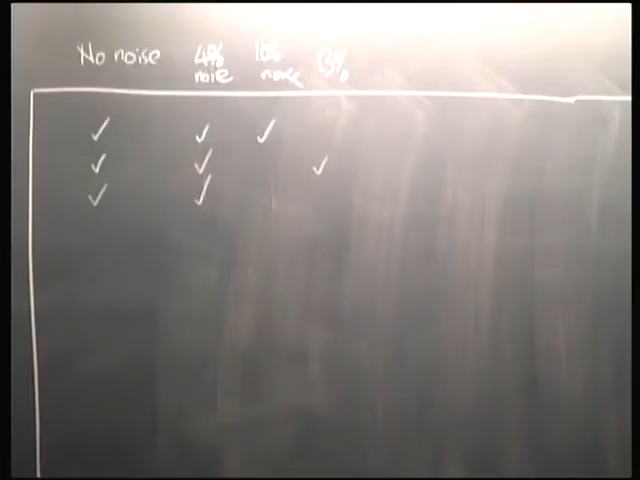 No noise 4% 10% 13%
noise noise
✓ ✓ ✓
✓ ✓ ✓
✓ ✓